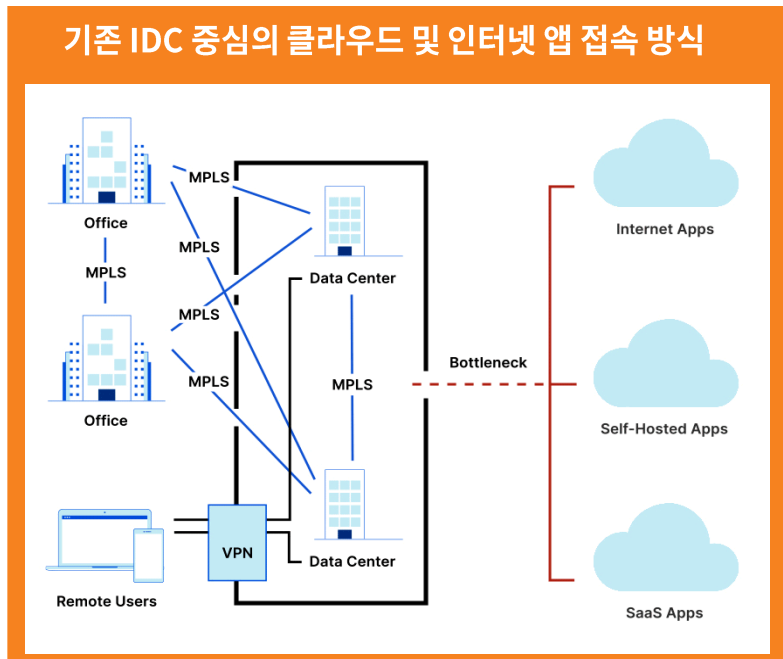 기존 IDC 중심의 클라우드 및 인터넷 앱 접속 방식
MPLS
Office
Internet Apps
MPLS
MPLS
Data Center
MPLS
Bottleneck
MPLS
MPLS
Office
Self-Hosted Apps
VPN
Data Center
Remote Users
SaaS Apps